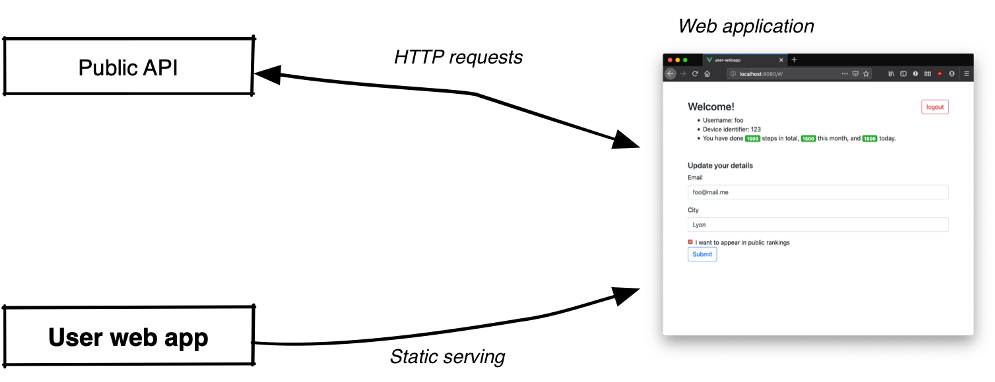 Web application
Public API
HTTP requests
user-webapp
localhost:8080/#/
Welcome!
logout
Username: foo
Device identifier: 123
You have done 1500 steps in total, 1500 this month, and 1500 today.
Update your details
Email
foo@mail.me
City
Lyon
I want to appear in public rankings
Submit
User web app
Static serving